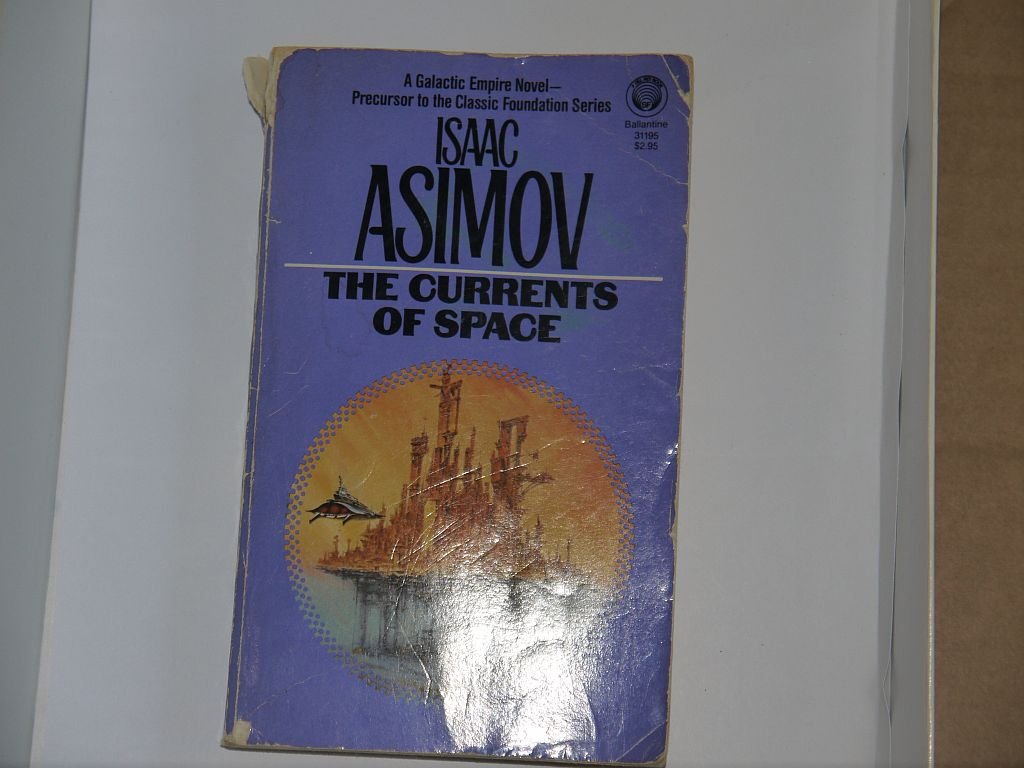 A Galactic Empire Novel—
Precursor to the Classic Foundation Series
Ballantine
31195
$2.95
ISAAC
ASIMOV
THE CURRENTS
OF SPACE